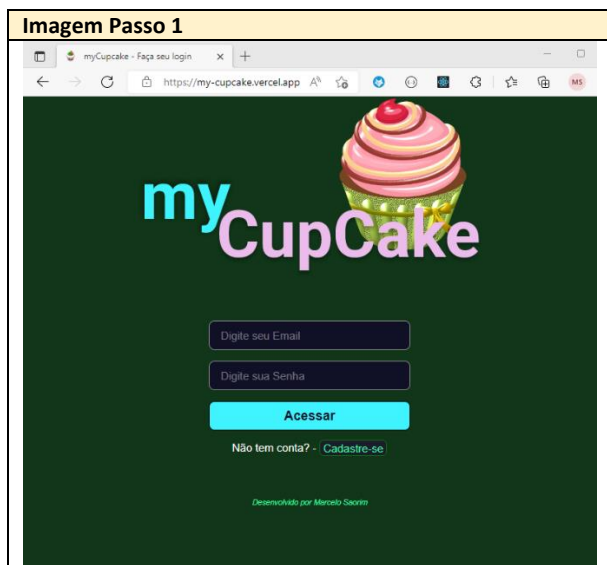 Imagem Passo 1
myCupcake - Faça seu login
https://my-cupcake.vercel.app
MS
my
CupCake
Digite seu Email
Digite sua Senha
Acessar
Não tem conta? - Cadastre-se
Desenvolvido por Marcelo Saorim